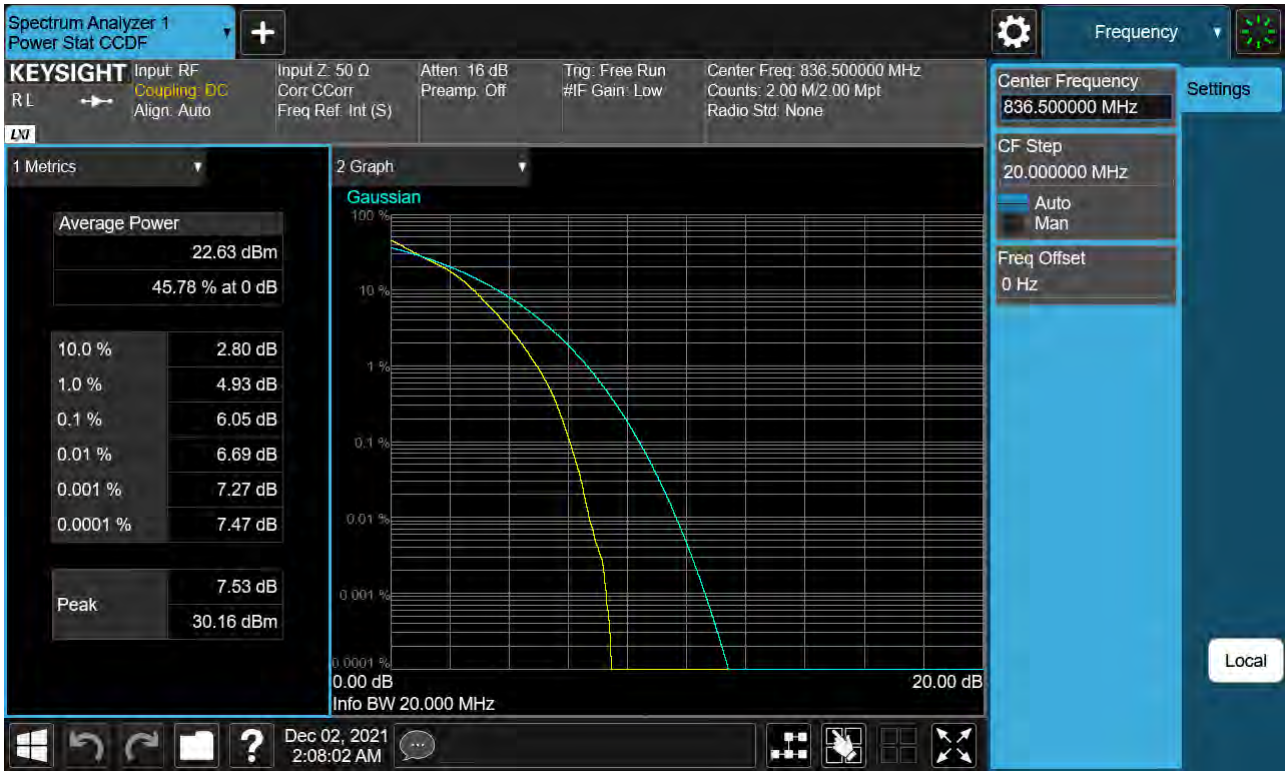 Spectrum Analyzer 1
Power Stat CCDF
+
Frequency
KEYSIGHT
RL
LXI
Input: RF
Coupling: DC
Align: Auto
Input Z: 50 Ω
Corr CCorr
Freq Ref: Int (S)
Atten: 16 dB
Preamp: Off
Trig: Free Run
#IF Gain: Low
Center Freq: 836.500000 MHz
Counts: 2.00 M/2.00 Mpt
Radio Std: None
1 Metrics
Average Power
22.63 dBm
45.78 % at 0 dB
10.0 % 2.80 dB
1.0 % 4.93 dB
0.1 % 6.05 dB
0.01 % 6.69 dB
0.001 % 7.27 dB
0.0001 % 7.47 dB
Peak
7.53 dB
30.16 dBm
2 Graph
Gaussian
100 %
10 %
1 %
0.1 %
0.01 %
0.001 %
0.0001 %
0.00 dB 20.00 dB
Info BW 20.000 MHz
Center Frequency
836.500000 MHz
CF Step
20.000000 MHz
Auto
Man
Freq Offset
0 Hz
Settings
Local
?
Dec 02, 2021
2:08:02 AM